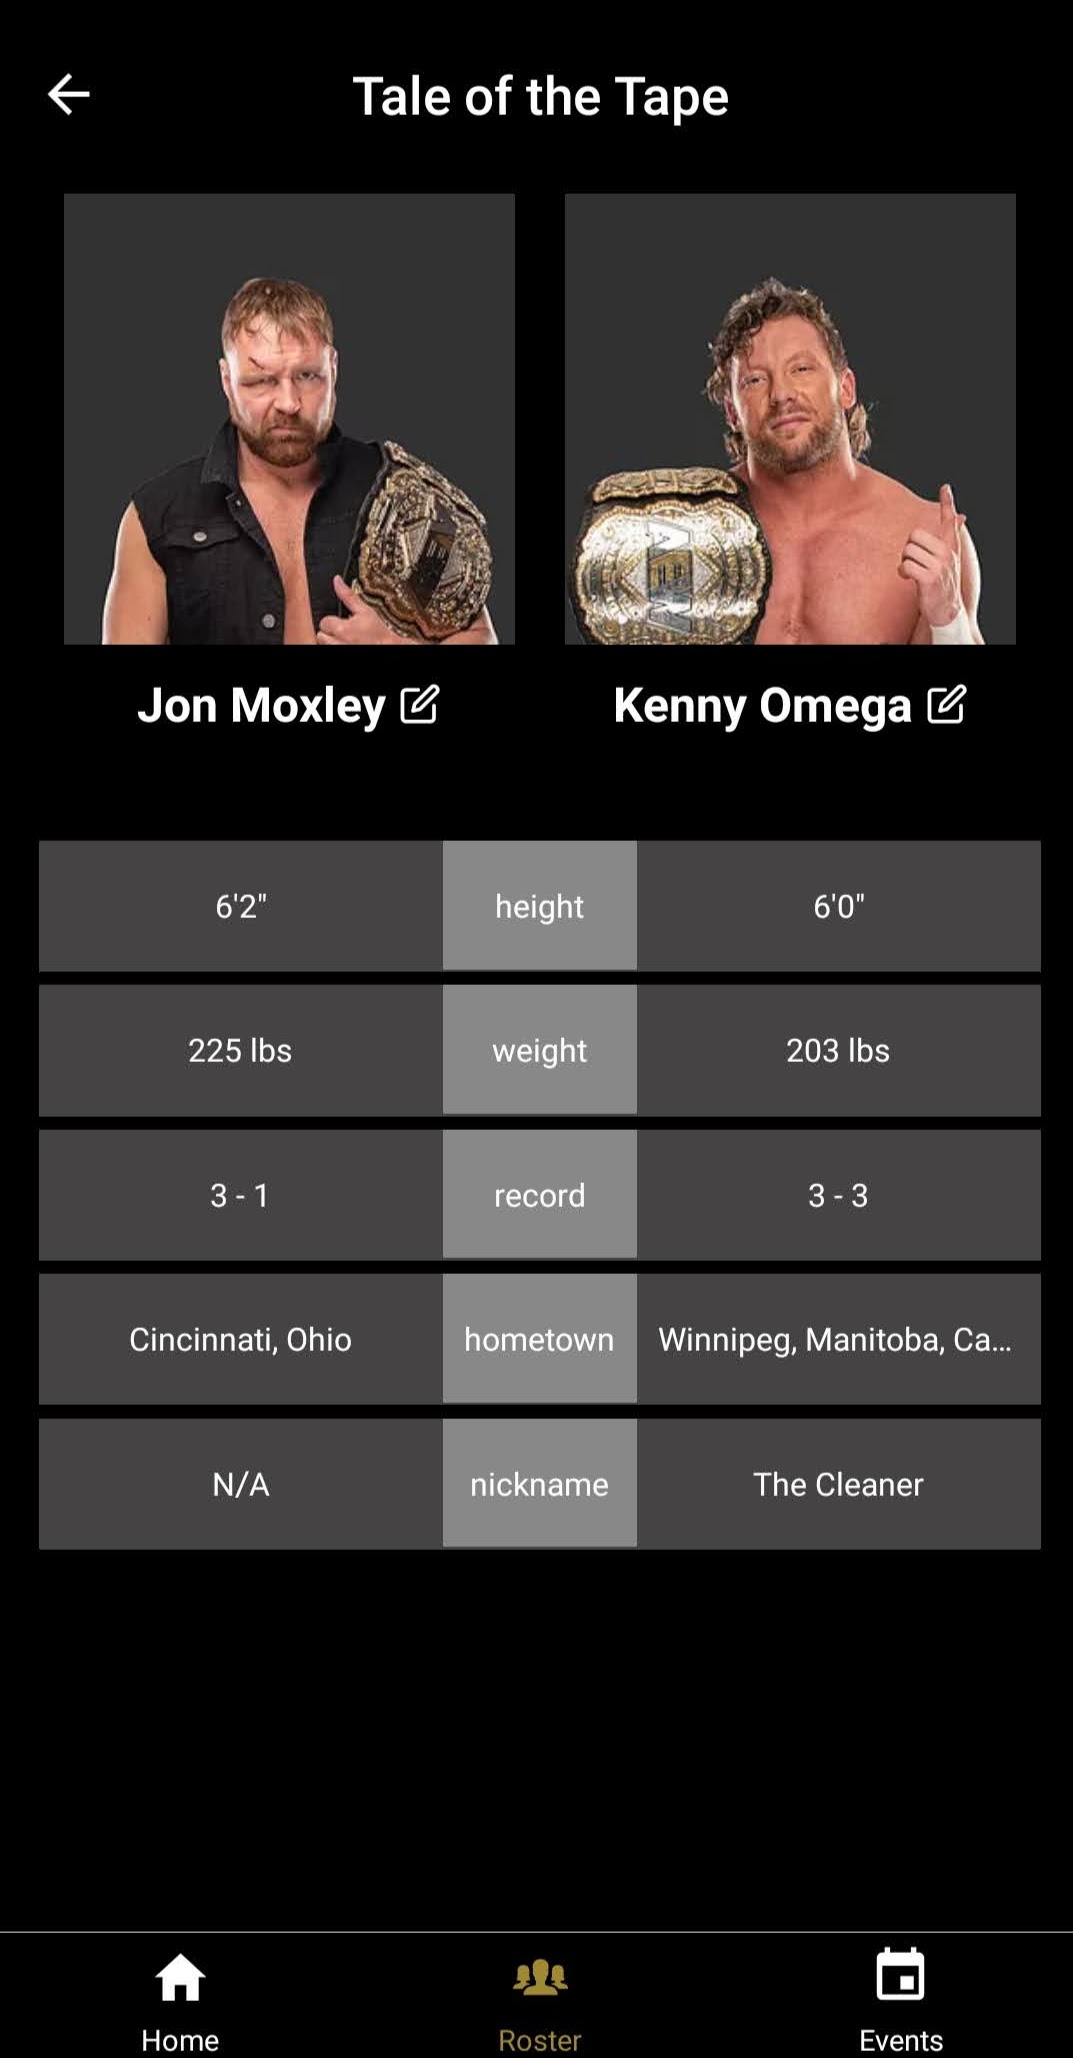 Tale of the Tape
Jon Moxley
Kenny Omega
6'2" height 6'0"
225 lbs weight 203 lbs
3 - 1 record 3 - 3
Cincinnati, Ohio hometown Winnipeg, Manitoba, Ca...
N/A nickname The Cleaner
Home Roster Events